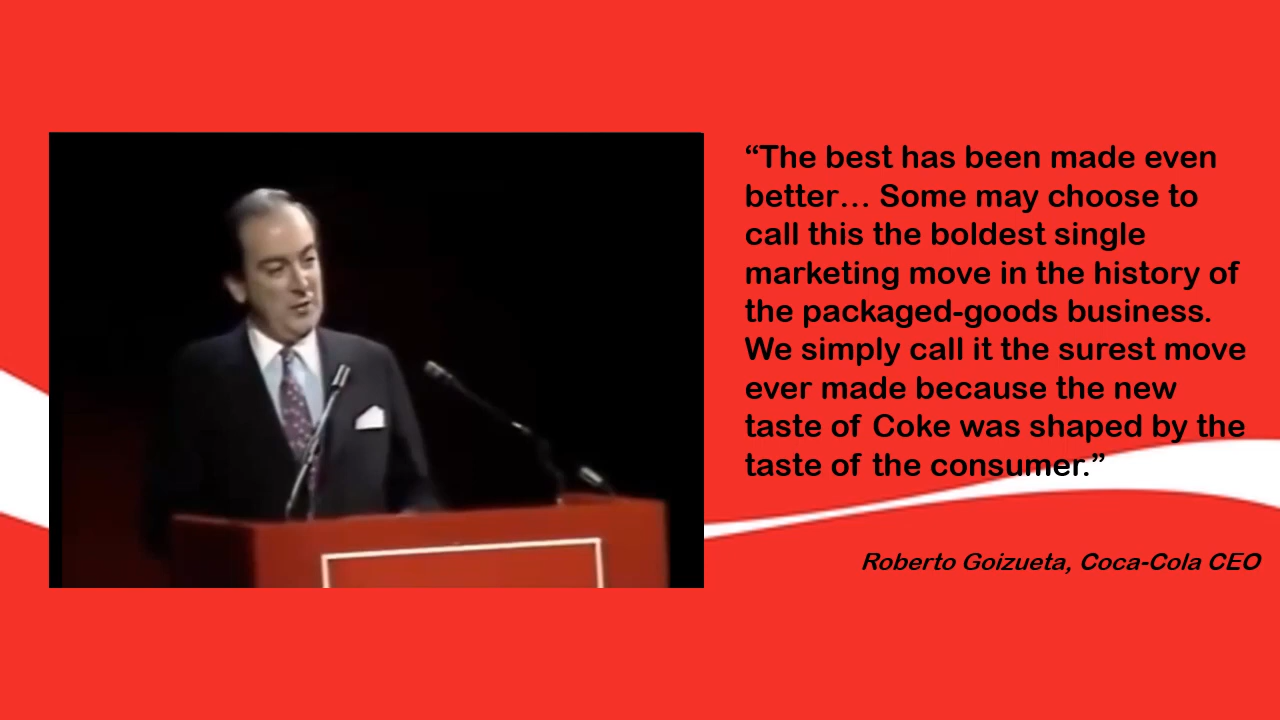 “The best has been made even
better… Some may choose to
call this the boldest single
marketing move in the history of
the packaged-goods business.
We simply call it the surest move
ever made because the new
taste of Coke was shaped by the
taste of the consumer.”
Roberto Goizueta, Coca-Cola CEO